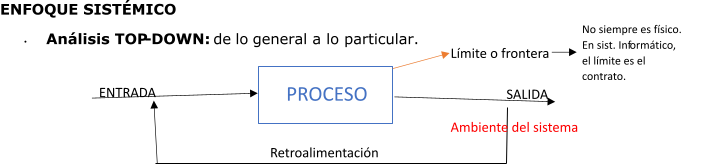 ENFOQUE SISTÉMICO
· Análisis TOP-DOWN: de lo general a lo particular.
No siempre es físico.
En sist. Informático,
el límite es el
contrato.
Límite o frontera
ENTRADA
PROCESO
SALIDA
Ambiente del sistema
Retroalimentación